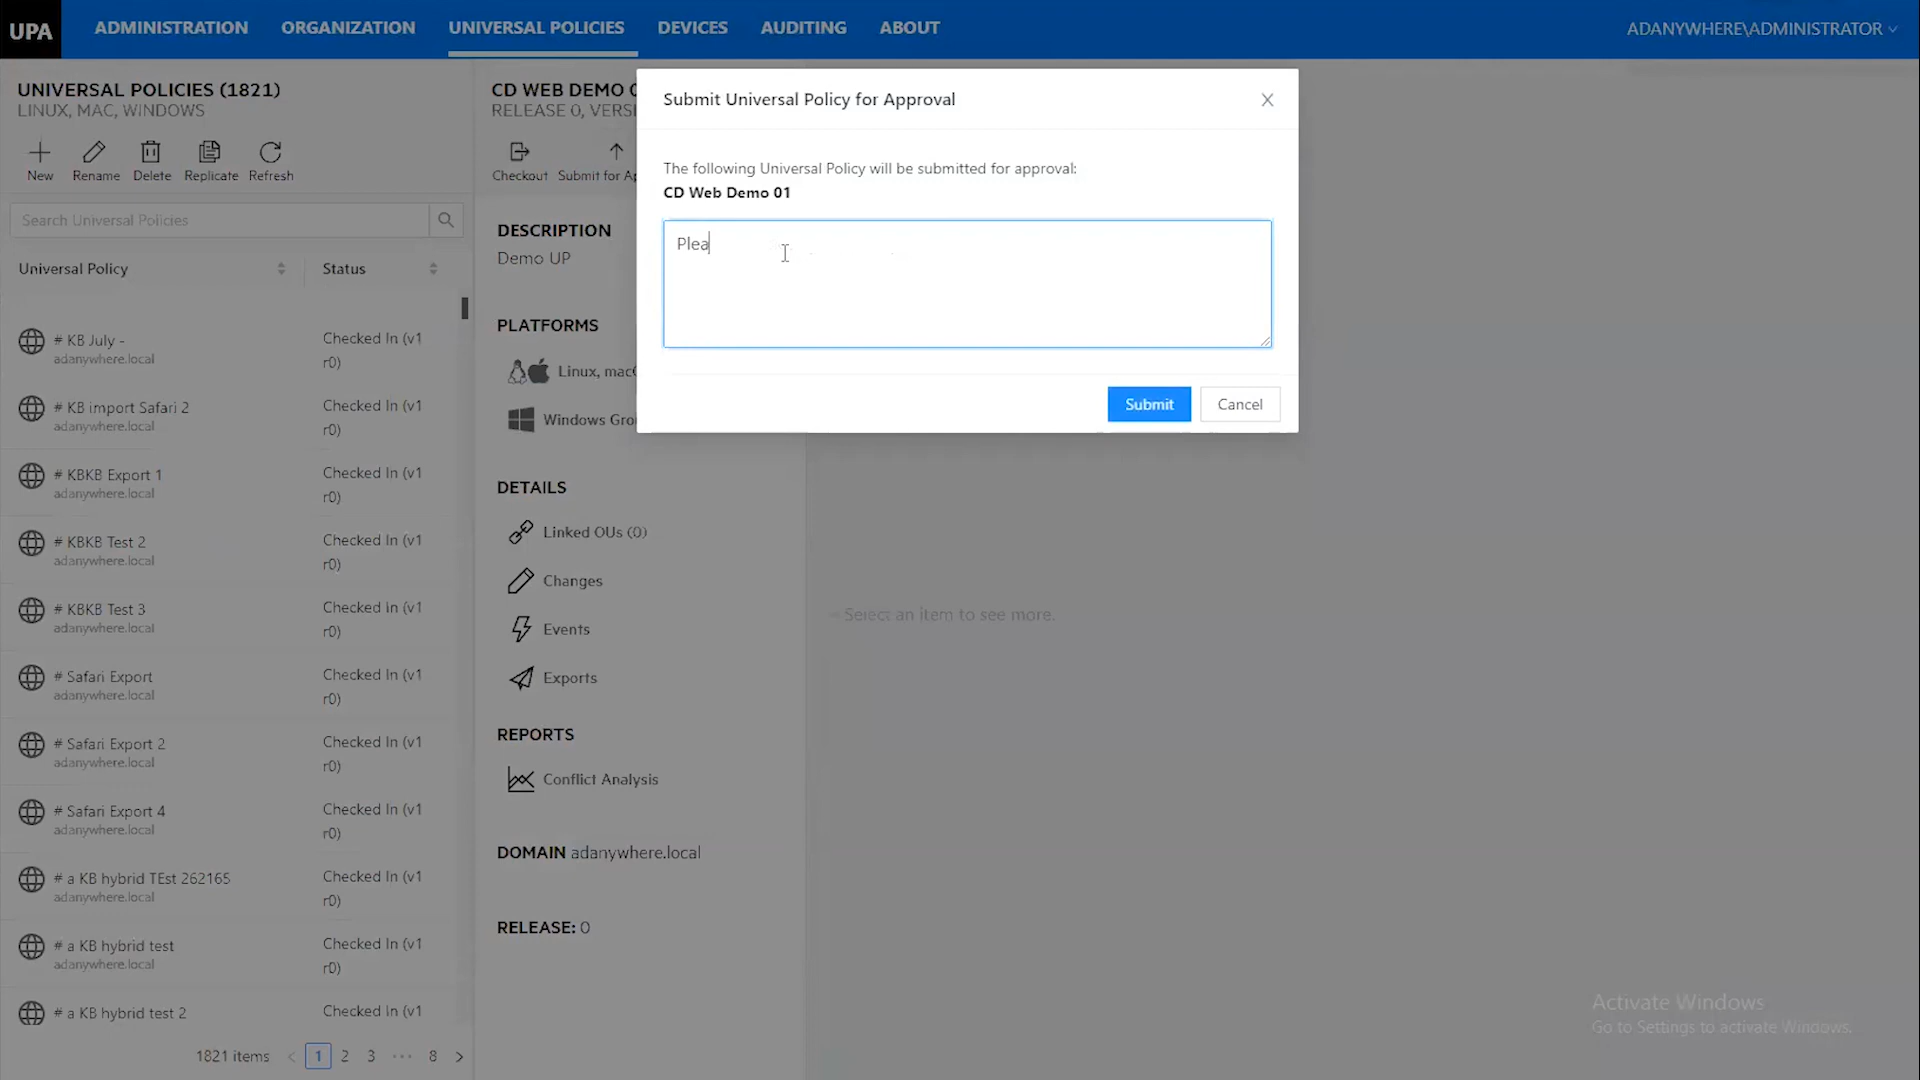 UPA
ADMINISTRATION
ORGANIZATION
UNIVERSAL POLICIES
DEVICES
AUDITING
ABOUT
ADANYWHERE\ADMINISTRATOR
UNIVERSAL POLICIES (1821)
LINUX, MAC, WINDOWS
New
Rename
Delete
Replicate
Refresh
Search Universal Policies
Universal Policy
Status
# KB July -
adanywhere.local
Checked In (v1
r0)
# KB import Safari 2
adanywhere.local
Checked In (v1
r0)
# KBKB Export 1
adanywhere.local
Checked In (v1
r0)
# KBKB Test 2
adanywhere.local
Checked In (v1
r0)
# KBKB Test 3
adanywhere.local
Checked In (v1
r0)
# Safari Export
adanywhere.local
Checked In (v1
r0)
# Safari Export 2
adanywhere.local
Checked In (v1
r0)
# Safari Export 4
adanywhere.local
Checked In (v1
r0)
# a KB hybrid TEst 262165
adanywhere.local
Checked In (v1
r0)
# a KB hybrid test
adanywhere.local
Checked In (v1
r0)
# a KB hybrid test 2
Checked In (v1
1821 items
1
2
3
•••
8
CD WEB DEMO
RELEASE 0, VERSI
Checkout
Submit for Ap
DESCRIPTION
Demo UP
PLATFORMS
Linux, mac
Windows Gro
DETAILS
Linked OUs (0)
Changes
Events
Exports
REPORTS
Conflict Analysis
DOMAIN adanywhere.local
RELEASE: 0
Submit Universal Policy for Approval
The following Universal Policy will be submitted for approval:
CD Web Demo 01
Plea
Submit
Cancel
Select an item to see more.
Activate Windows
Go to Settings to activate Windows.